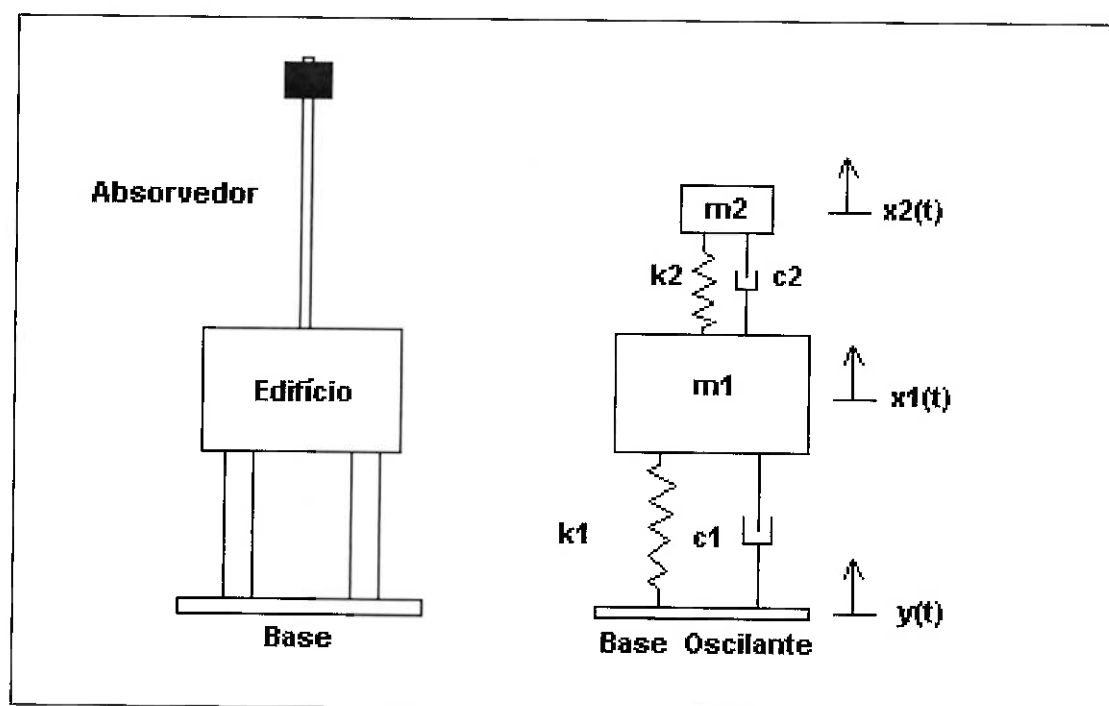 Absorvedor
Edifício
Base
m2
x2(t)
k2
c2
m1
x1(t)
k1
c1
y(t)
Base Oscilante